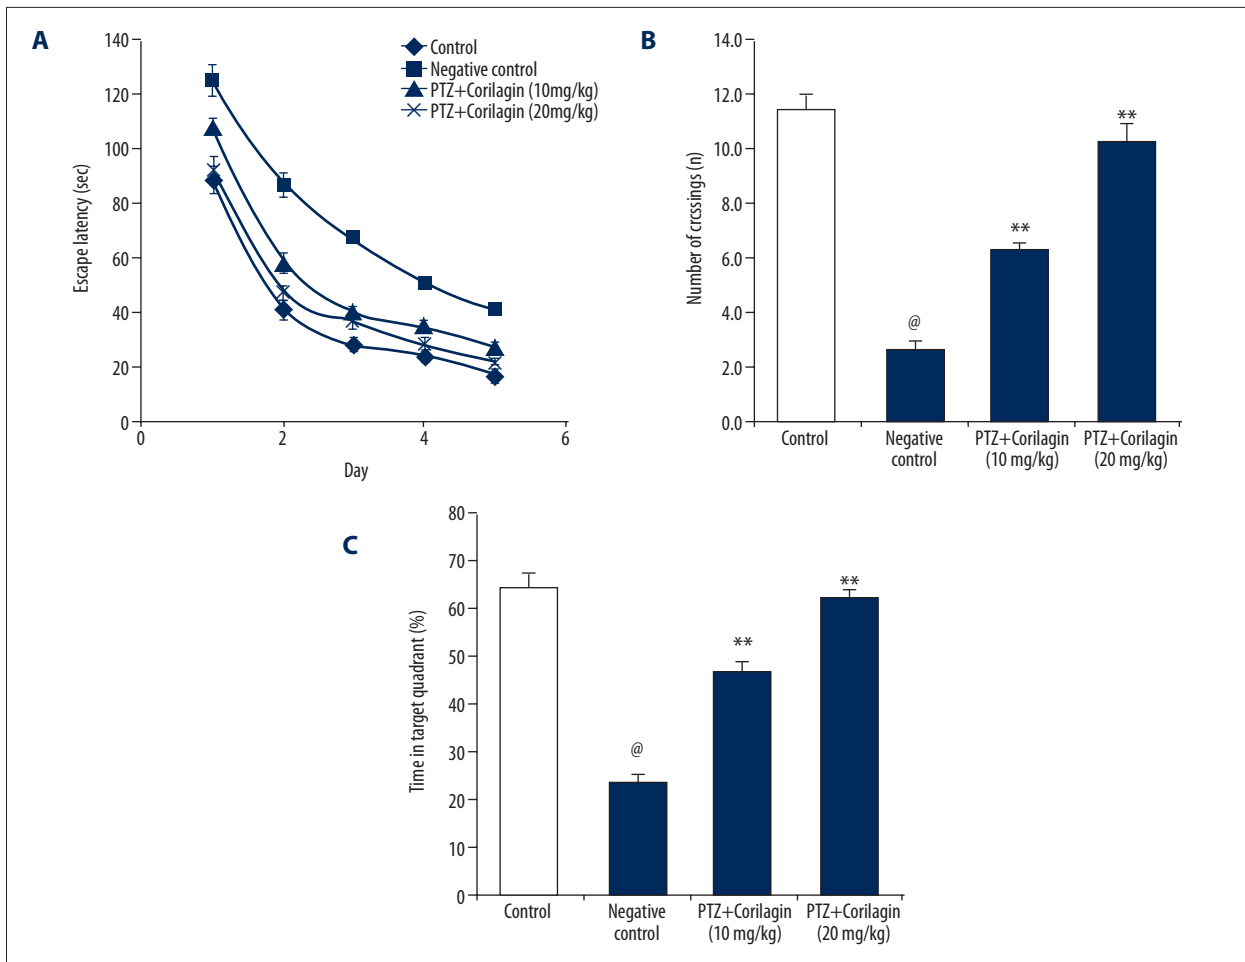 A
140
120
100
80
60
40
20
0
0
2
4
6
Escape latency (sec)
Day
Control
Negative control
PTZ+Corilagin (10mg/kg)
PTZ+Corilagin (20mg/kg)
B
14.0
12.0
10.0
8.0
6.0
4.0
2.0
0.0
Number of crcssings (n)
@
**
**
Control
Negative
control
PTZ+Corilagin
(10 mg/kg)
PTZ+Corilagin
(20 mg/kg)
C
80
70
60
50
40
30
20
10
0
Time in target quadrant (%)
@
**
**
Control
Negative
control
PTZ+Corilagin
(10 mg/kg)
PTZ+Corilagin
(20 mg/kg)